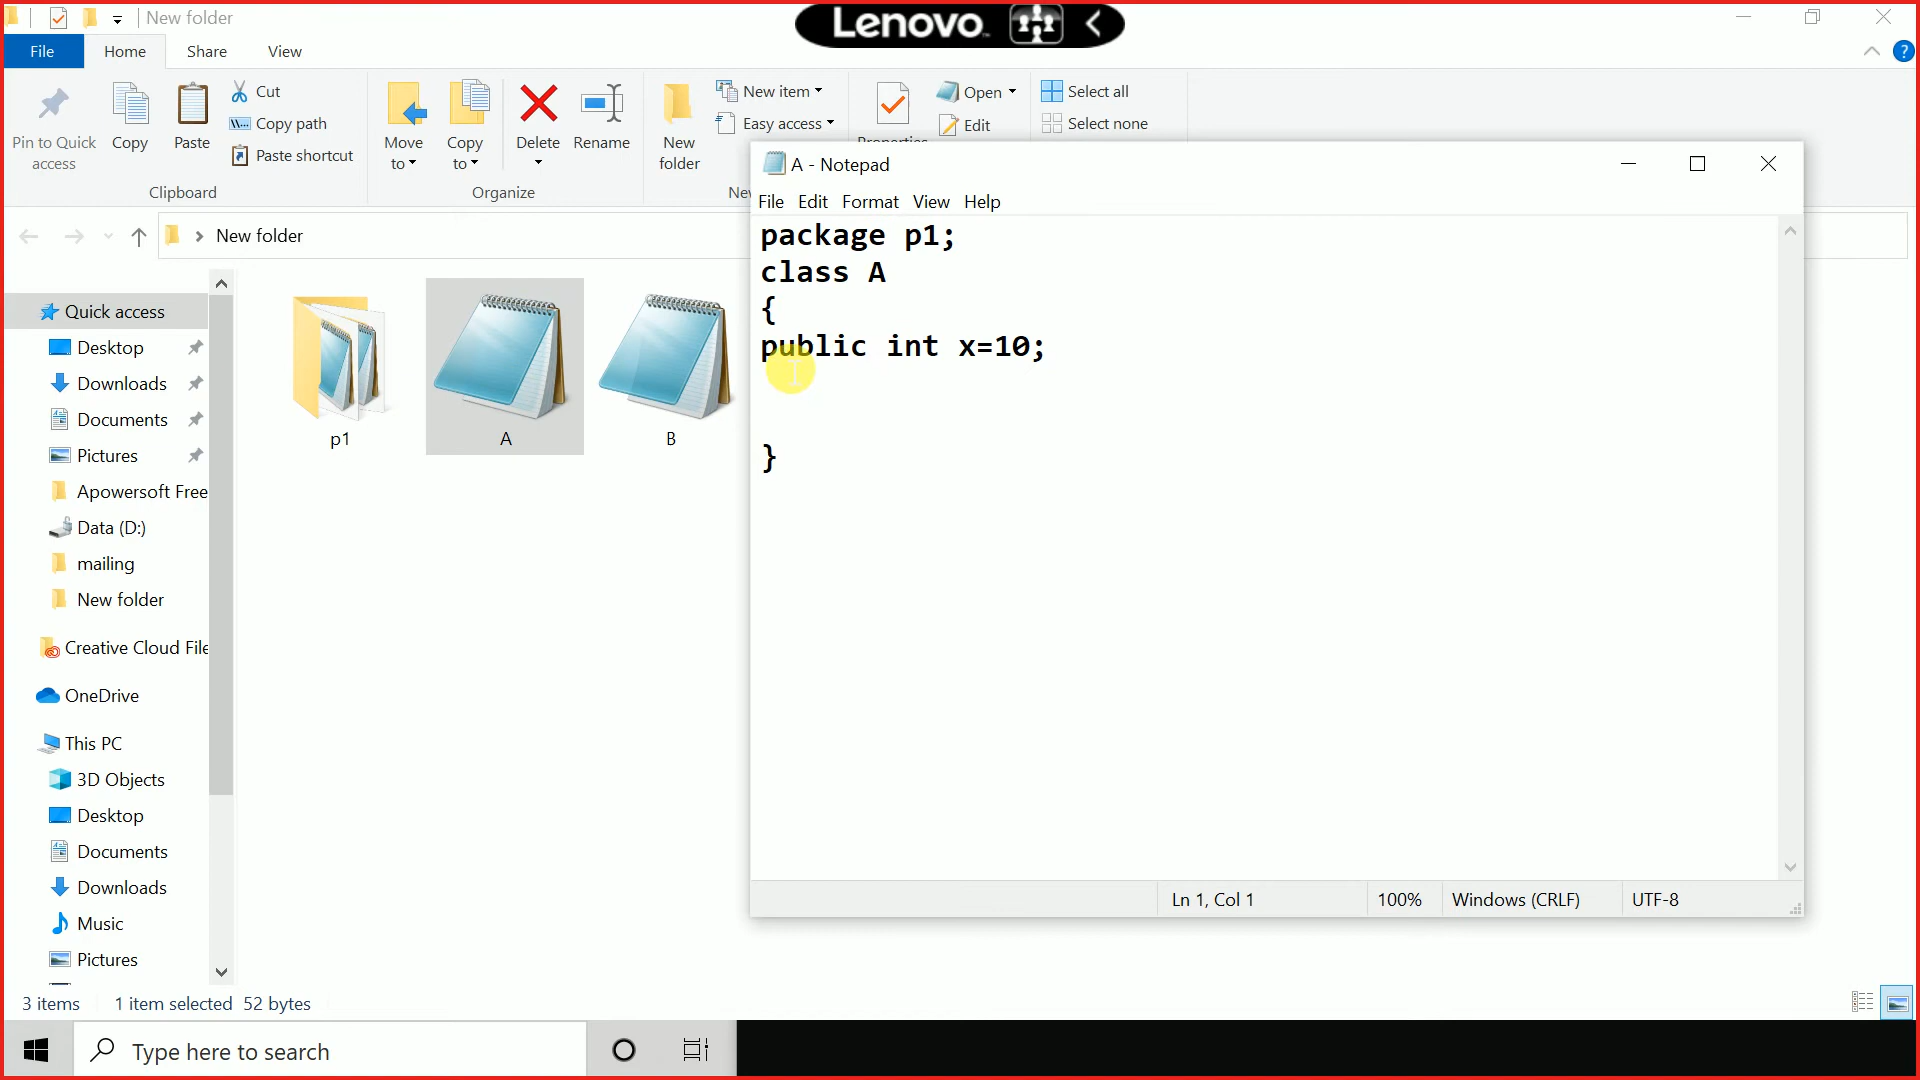 New folder
Lenovo
File
Home
Share
View
Pin to Quick access
Copy
Paste
Cut
Copy path
Paste shortcut
Clipboard
Move to
Copy to
Delete
Rename
Organize
New folder
New item
Easy access
Open
Edit
Select all
Select none
New folder
Quick access
Desktop
Downloads
Documents
Pictures
Apowersoft Free
Data (D:)
mailing
New folder
Creative Cloud File
OneDrive
This PC
3D Objects
Desktop
Documents
Downloads
Music
Pictures
p1
A
B
A - Notepad
File Edit Format View Help
package p1;
class A
{
public int x=10;
}
Ln 1, Col 1
100%
Windows (CRLF)
UTF-8
3 items
1 item selected 52 bytes
Type here to search